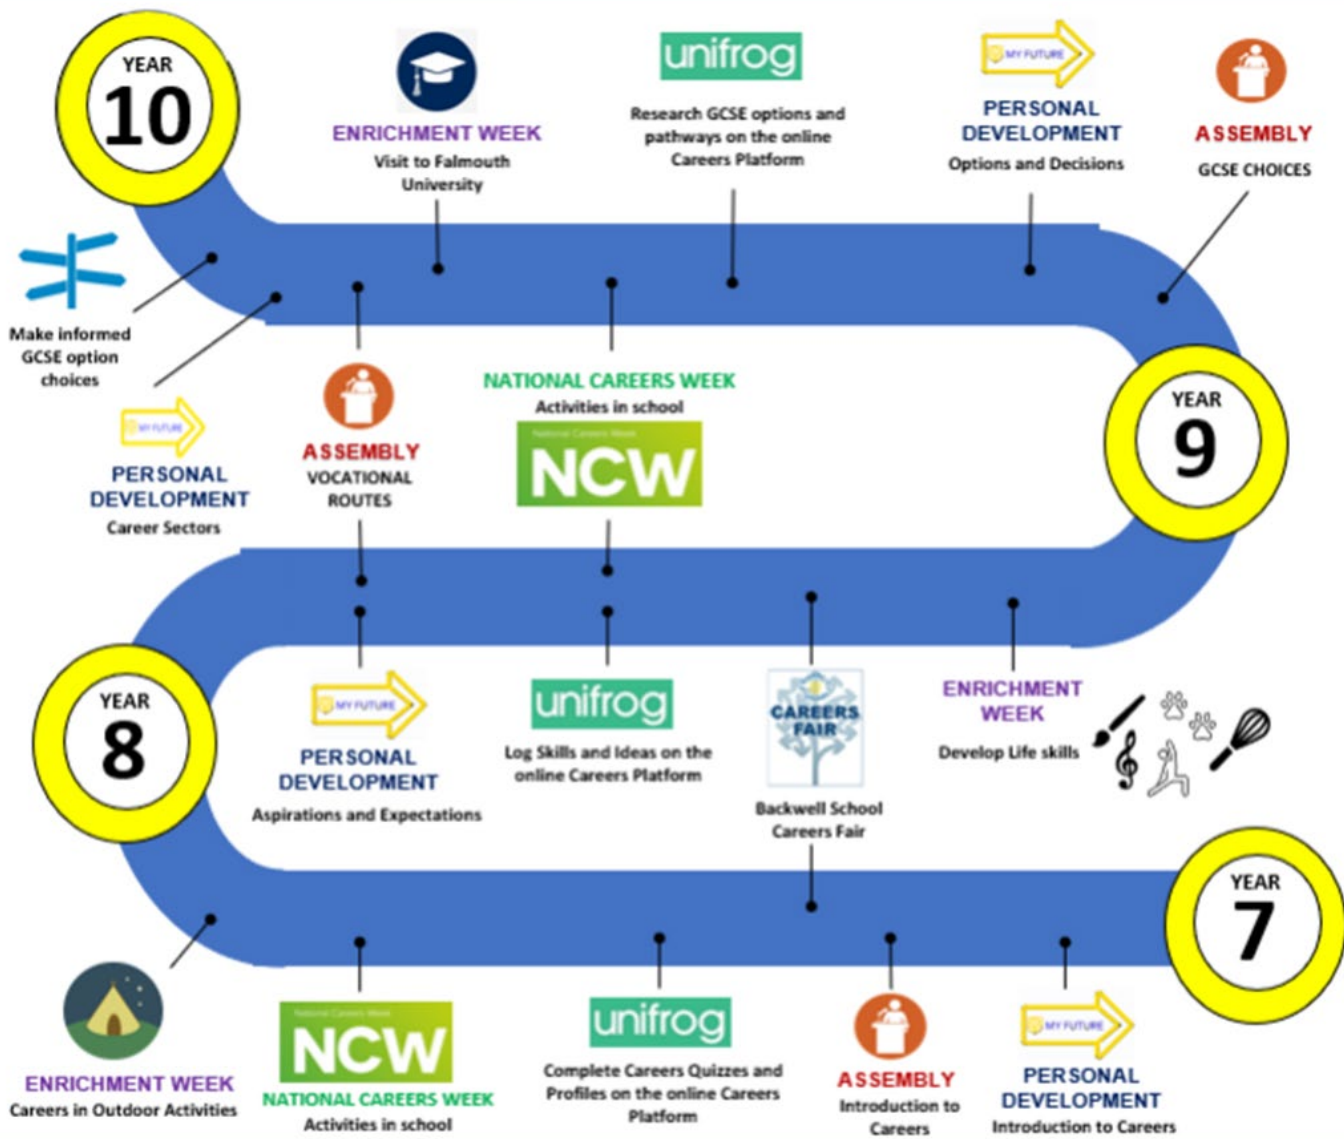 YEAR
10
ENRICHMENT WEEK
Visit to Falmouth
University
unifrog
Research GCSE options and
pathways on the online
Careers Platform
MY FUTURE
PERSONAL
DEVELOPMENT
Options and Decisions
ASSEMBLY
GCSE CHOICES
Make informed
GCSE option
choices
MY FUTURE
PERSONAL
DEVELOPMENT
Career Sectors
ASSEMBLY
VOCATIONAL
ROUTES
NATIONAL CAREERS WEEK
Activities in school
National Careers Week
NCW
YEAR
9
YEAR
8
MY FUTURE
PERSONAL
DEVELOPMENT
Aspirations and Expectations
unifrog
Log Skills and Ideas on the
online Careers Platform
CAREERS
FAIR
Backwell School
Careers Fair
ENRICHMENT
WEEK
Develop Life skills
YEAR
7
ENRICHMENT WEEK
Careers in Outdoor Activities
National Careers Week
NCW
NATIONAL CAREERS WEEK
Activities in school
unifrog
Complete Careers Quizzes and
Profiles on the online Careers
Platform
ASSEMBLY
Introduction to
Careers
MY FUTURE
PERSONAL
DEVELOPMENT
Introduction to Careers